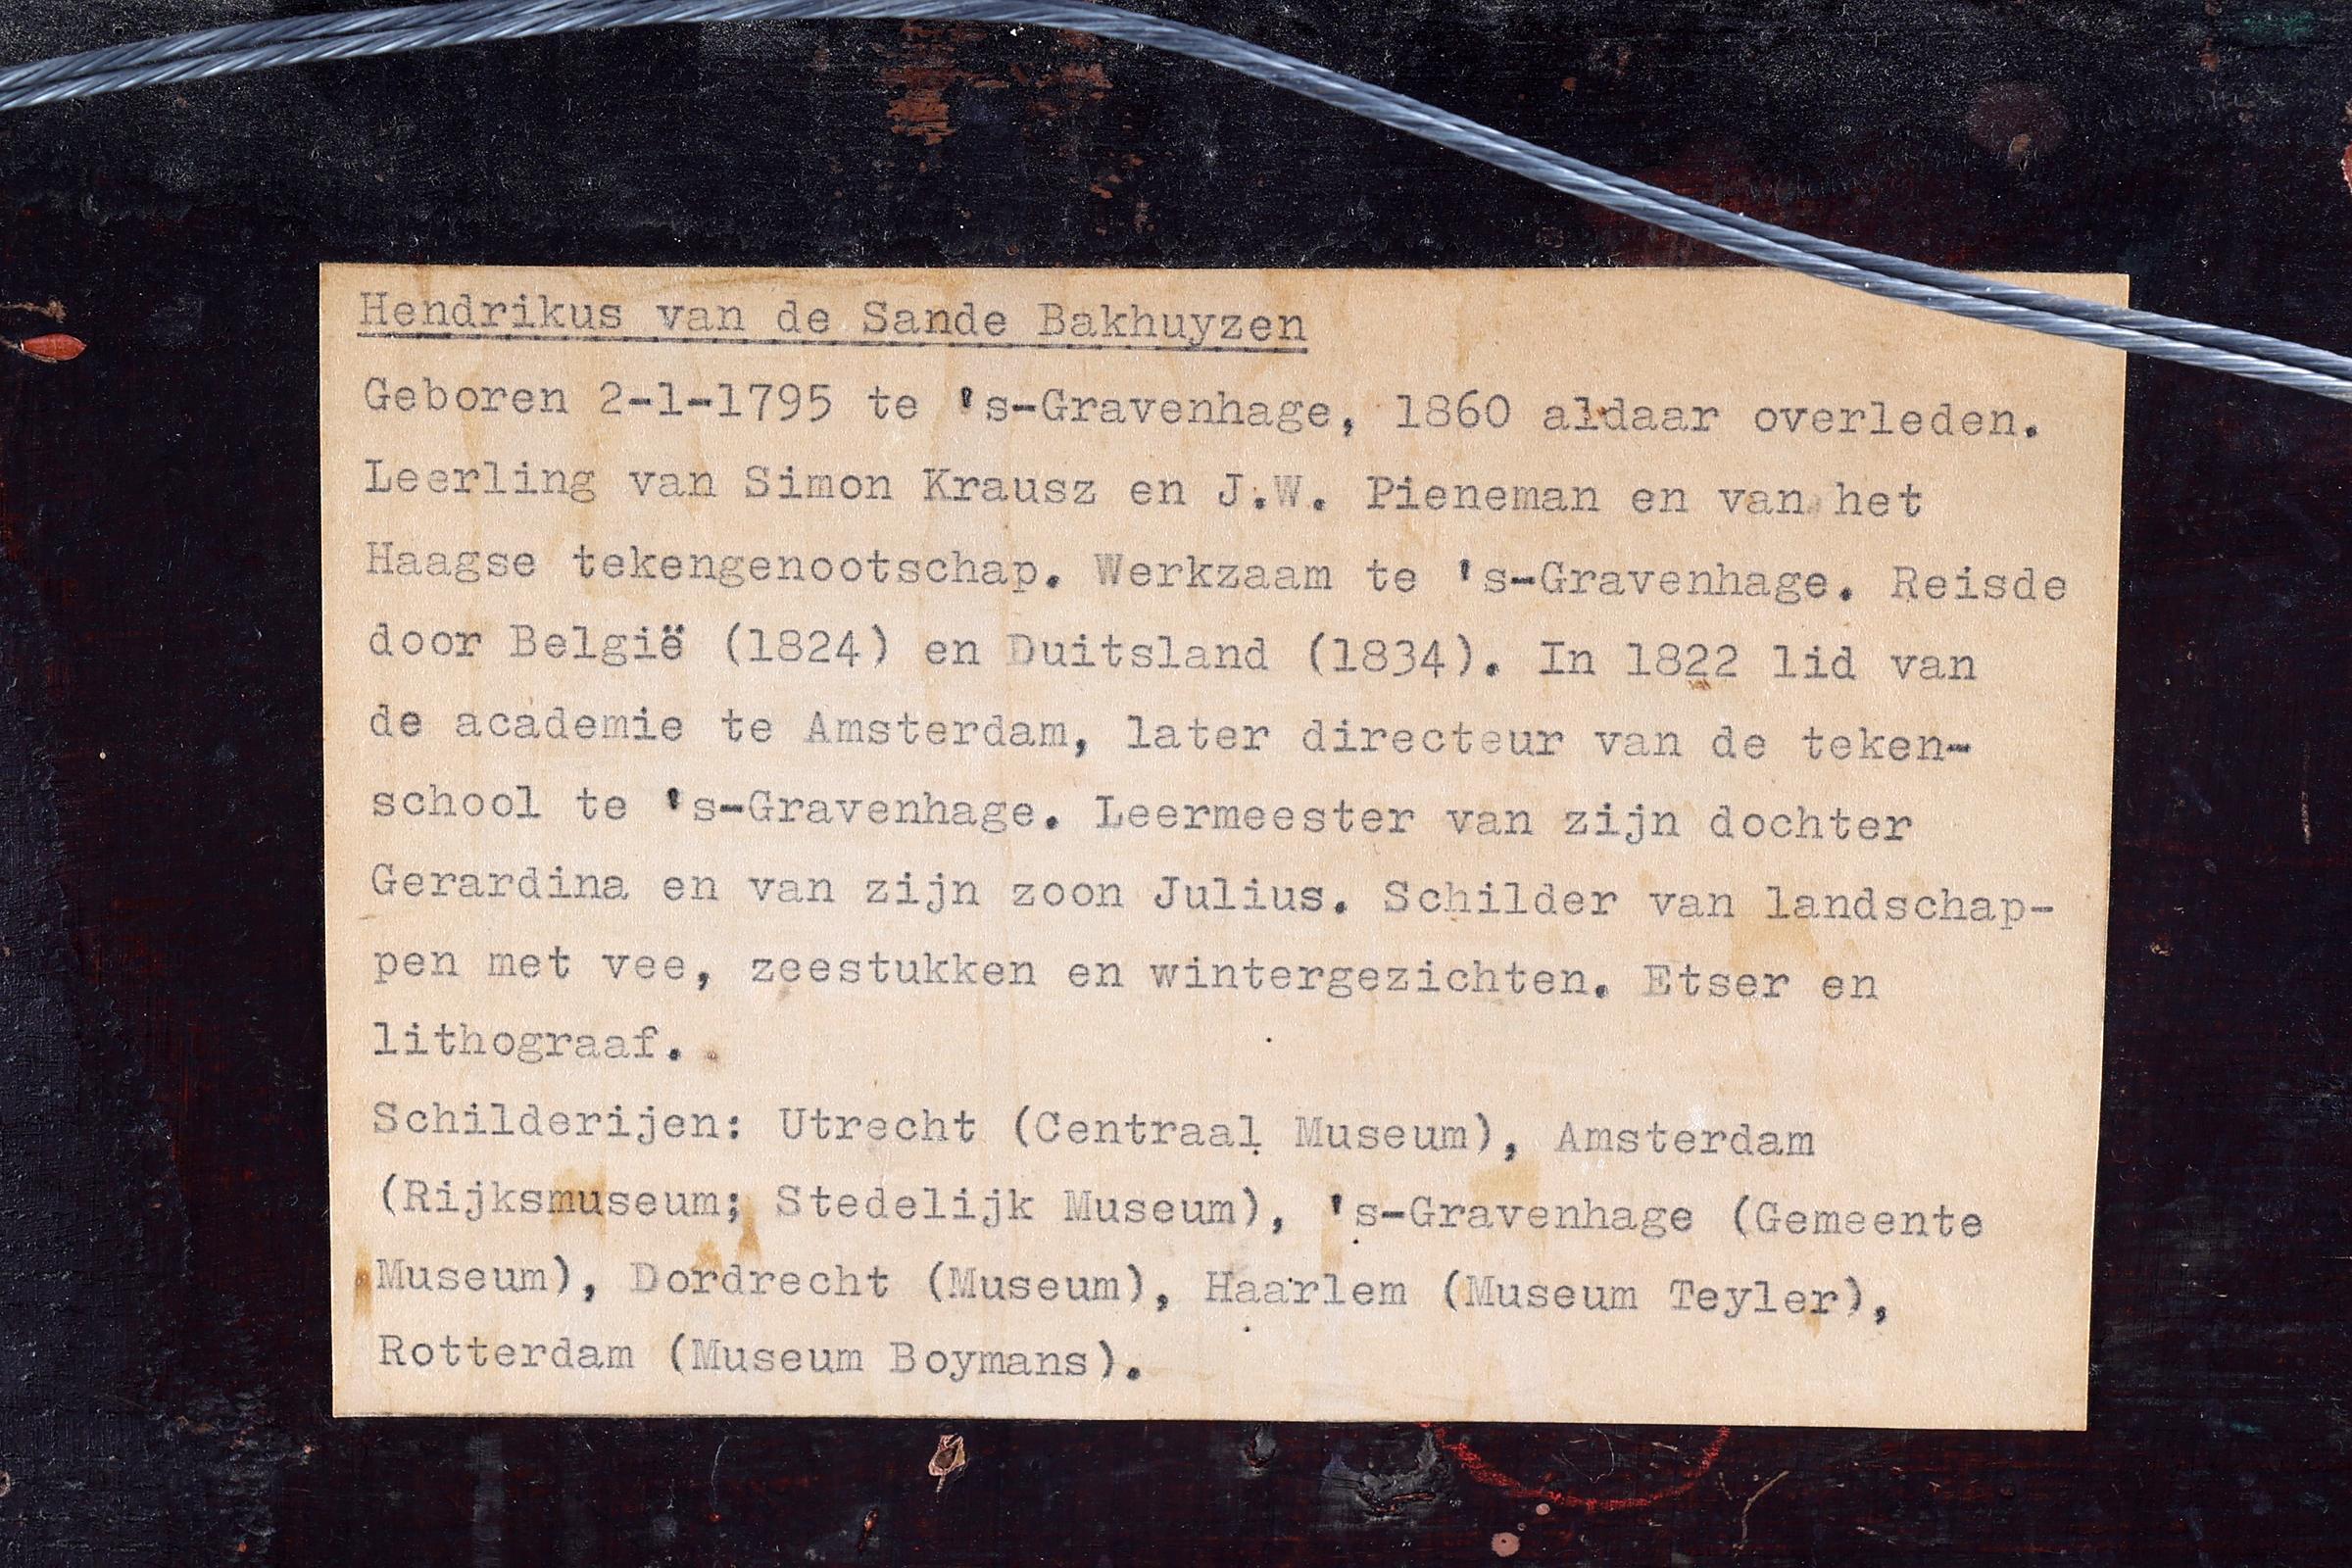 Hendrikus van de Sande Bakhuyzen
Geboren 2-1-1795 te 's-Gravenhage, 1860 aldaar overleden.
Leerling van Simon Krausz en J.W. Pieneman en van het
Haagse tekengenootschap. Werkzaam te 's-Gravenhage. Reisde
door België (1824) en Duitsland (1834). In 1822 lid van
de academie te Amsterdam, later directeur van de teken-
school te 's-Gravenhage. Leermeester van zijn dochter
Gerardina en van zijn zoon Julius. Schilder van landschap-
pen met vee, zeestukken en wintergezichten. Etser en
lithograaf.
Schilderijen: Utrecht (Centraal Museum), Amsterdam
(Rijksmuseum; Stedelijk Museum), 's-Gravenhage (Gemeente
Museum), Dordrecht (Museum), Haarlem (Museum Teyler),
Rotterdam (Museum Boymans).